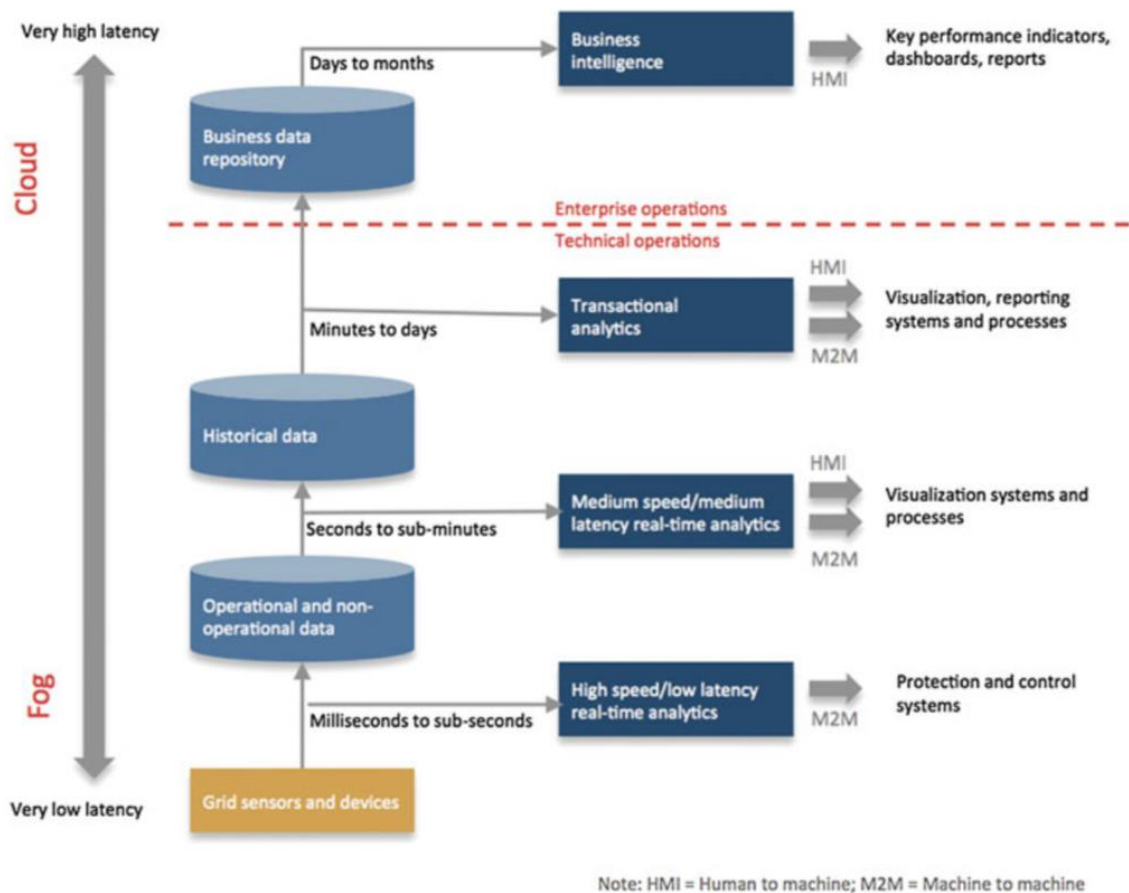 Very high latency
Cloud
Fog
Very low latency
Days to months
Business
intelligence
HMI
Key performance indicators,
dashboards, reports
Business data
repository
Enterprise operations
Technical operations
Minutes to days
Transactional
analytics
HMI
M2M
Visualization, reporting
systems and processes
Historical data
Seconds to sub-minutes
Medium speed/medium
latency real-time analytics
HMI
M2M
Visualization systems and
processes
Operational and non-
operational data
Milliseconds to sub-seconds
High speed/low latency
real-time analytics
M2M
Protection and control
systems
Grid sensors and devices
Note: HMI = Human to machine; M2M = Machine to machine